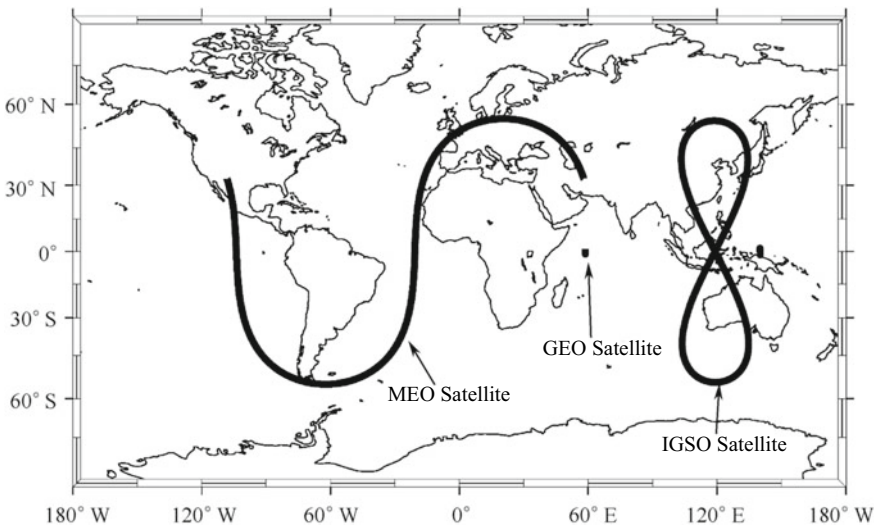 60° N
30° N
0°
30° S
60° S
GEO Satellite
MEO Satellite
IGSO Satellite
180° W
120° W
60° W
0°
60° E
120° E
180° W